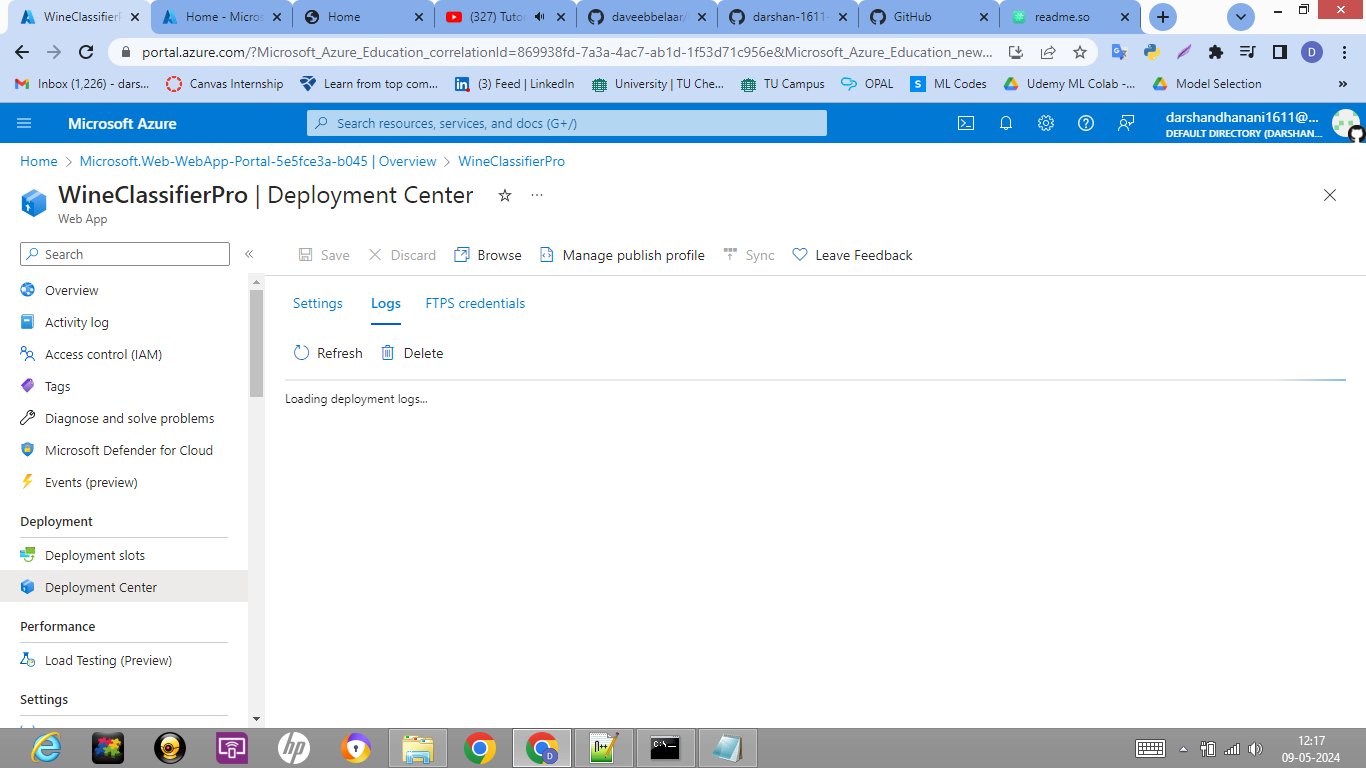 WineClassifierP
Home - Micros
Home
(327) Tutor
daveebbelaar/
darshan-1611-
GitHub
readme.so
portal.azure.com/?Microsoft_Azure_Education_correlationId=869938fd-7a3a-4ac7-ab1d-1f53d71c956e&Microsoft_Azure_Education_new...
D
Inbox (1,226) - dars...
Canvas Internship
Learn from top com...
(3) Feed | LinkedIn
University | TU Che...
TU Campus
OPAL
S
ML Codes
Udemy ML Colab -...
Model Selection
»
Microsoft Azure
Search resources, services, and docs (G+/)
darshandhanani1611@...
DEFAULT DIRECTORY (DARSHAN...
Home > Microsoft.Web-WebApp-Portal-5e5fce3a-b045 | Overview > WineClassifierPro
WineClassifierPro | Deployment Center
Web App
Search
«
Save
Discard
Browse
Manage publish profile
Sync
Leave Feedback
Overview
Activity log
Access control (IAM)
Tags
Diagnose and solve problems
Microsoft Defender for Cloud
Events (preview)
Deployment
Deployment slots
Deployment Center
Performance
Load Testing (Preview)
Settings
Settings
Logs
FTPS credentials
Refresh
Delete
Loading deployment logs...
12:17
09-05-2024